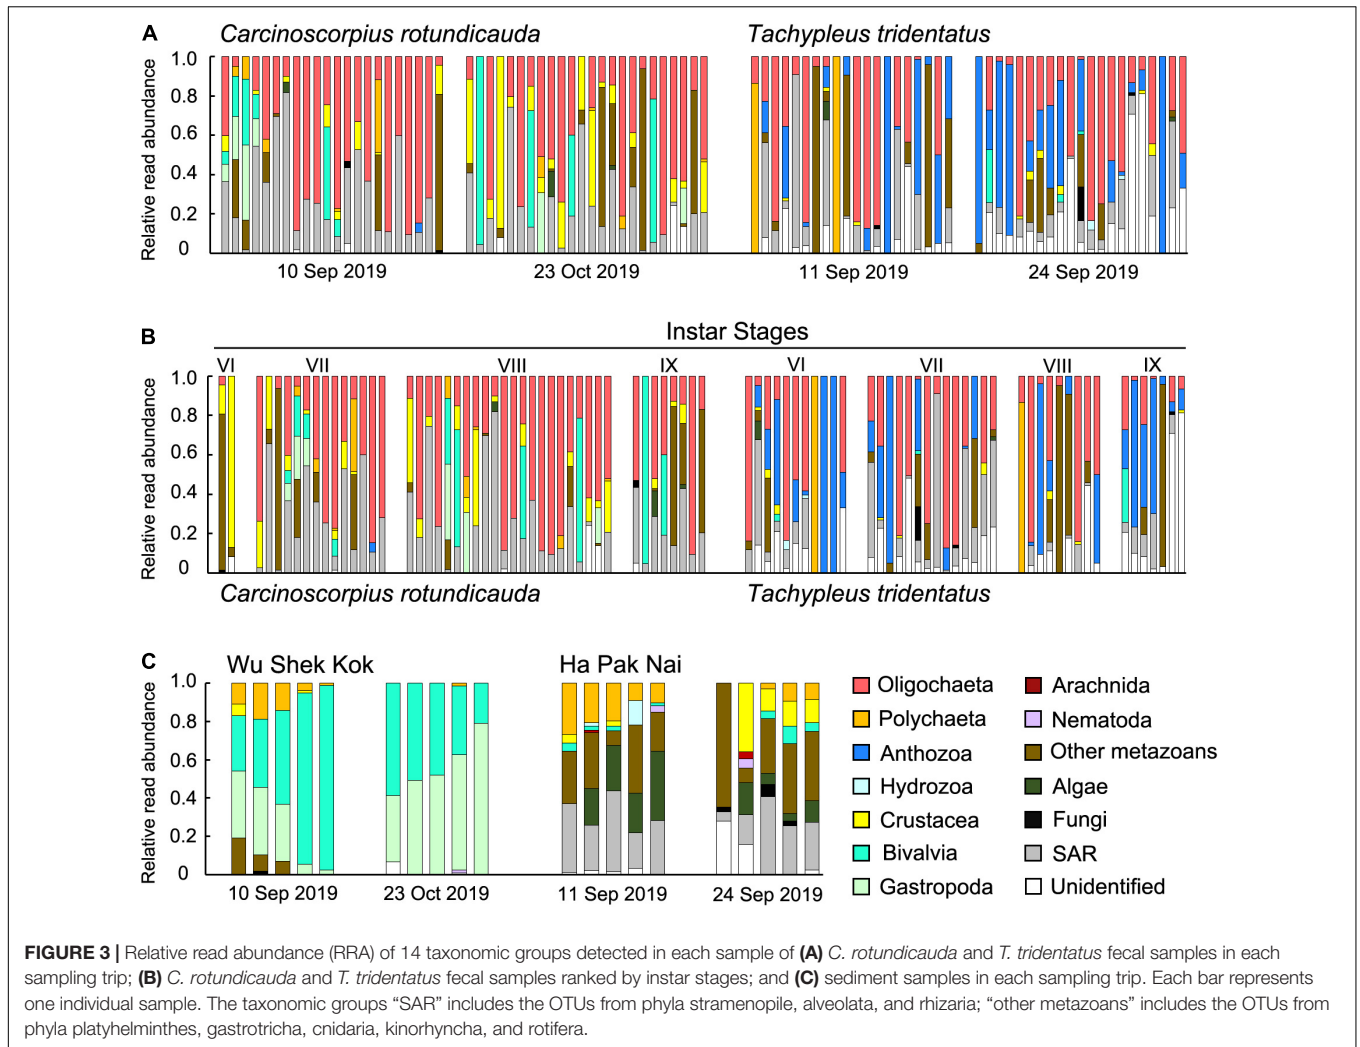 A
Carcinoscorpius rotundicauda
Tachypleus tridentatus
Relative read abundance
1.0
0.8
0.6
0.4
0.2
0
10 Sep 2019
23 Oct 2019
11 Sep 2019
24 Sep 2019
B
Instar Stages
VI
VII
VIII
IX
VI
VII
VIII
IX
Relative read abundance
1.0
0.8
0.6
0.4
0.2
0
Carcinoscorpius rotundicauda
Tachypleus tridentatus
C
Wu Shek Kok
Ha Pak Nai
Relative read abundance
1.0
0.8
0.6
0.4
0.2
0
10 Sep 2019
23 Oct 2019
11 Sep 2019
24 Sep 2019
Oligochaeta
Polychaeta
Anthozoa
Hydrozoa
Crustacea
Bivalvia
Gastropoda
Arachnida
Nematoda
Other metazoans
Algae
Fungi
SAR
Unidentified
FIGURE 3 | Relative read abundance (RRA) of 14 taxonomic groups detected in each sample of (A) C. rotundicauda and T. tridentatus fecal samples in each
sampling trip; (B) C. rotundicauda and T. tridentatus fecal samples ranked by instar stages; and (C) sediment samples in each sampling trip. Each bar represents
one individual sample. The taxonomic groups “SAR” includes the OTUs from phyla stramenopile, alveolata, and rhizaria; “other metazoans” includes the OTUs from
phyla platyhelminthes, gastrotricha, cnidaria, kinorhyncha, and rotifera.